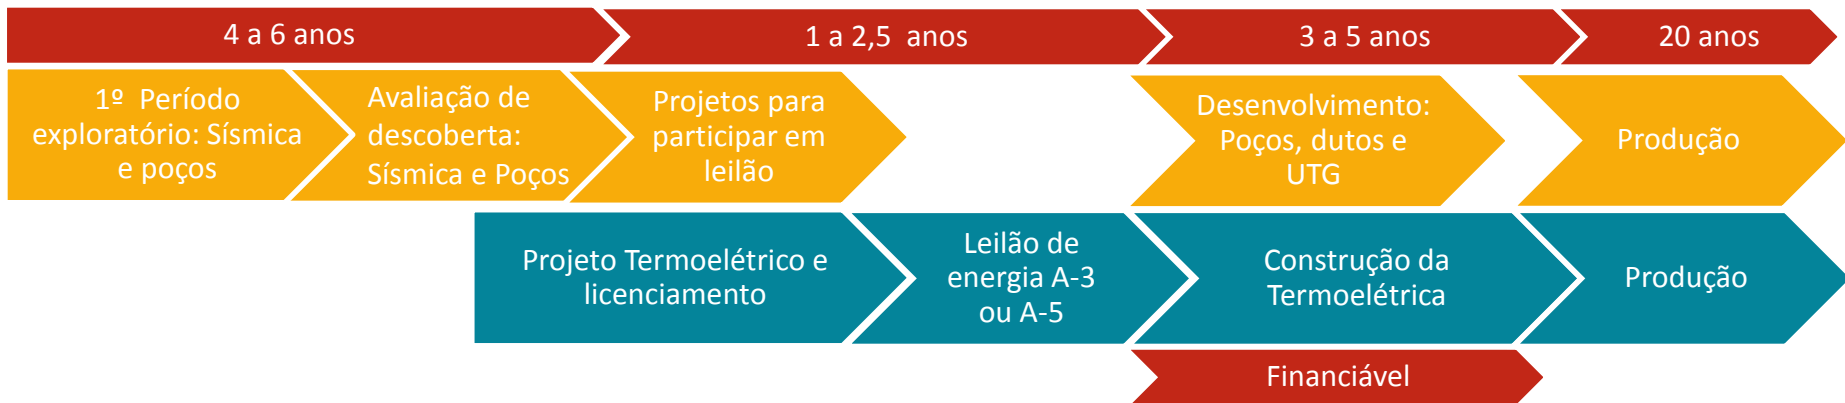 4 a 6 anos
1 a 2,5 anos
3 a 5 anos
20 anos
1º Período
exploratório: Sísmica
e poços
Avaliação de
descoberta:
Sísmica e Poços
Projetos para
participar em
leilão
Desenvolvimento:
Poços, dutos e
UTG
Produção
Projeto Termoelétrico e
licenciamento
Leilão de
energia A-3
ou A-5
Construção da
Termoelétrica
Produção
Financiável